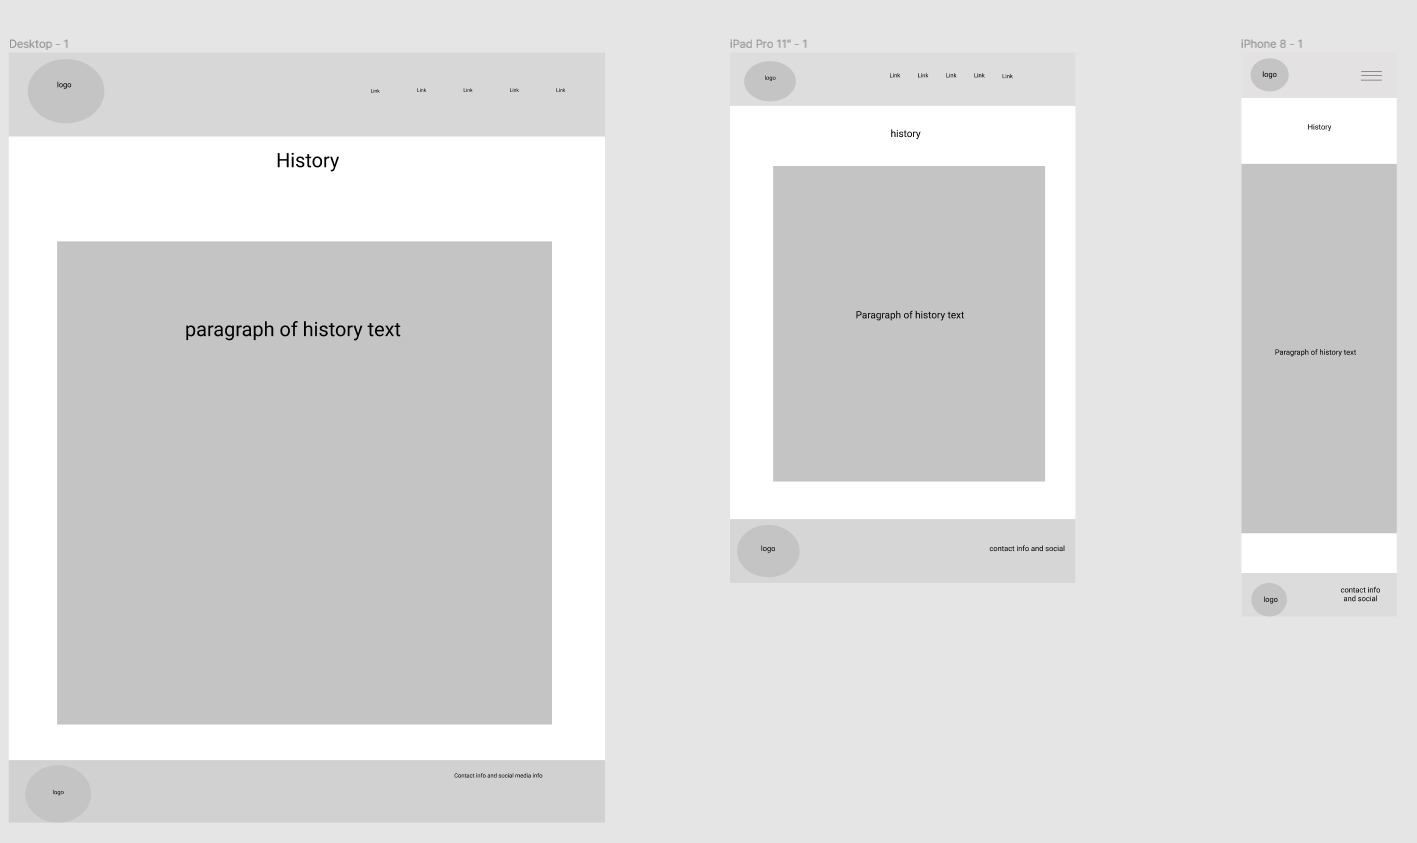 Desktop - 1
logo
Link
Link
Link
Link
Link
History
paragraph of history text
logo
Contact info and social media info
iPad Pro 11" - 1
logo
Link
Link
Link
Link
Link
history
Paragraph of history text
logo
contact info and social
iPhone 8 - 1
logo
History
Paragraph of history text
logo
contact info
and social